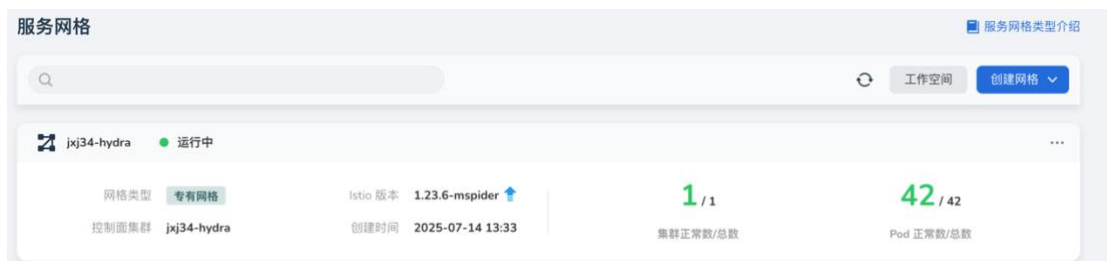 服务网格
服务网格类型介绍
工作空间
创建网格
jxj34-hydra
运行中
网格类型 专有网格
Istio 版本 1.23.6-mspider
1 / 1
42 / 42
控制面集群 jxj34-hydra
创建时间 2025-07-14 13:33
集群正常数/总数
Pod 正常数/总数